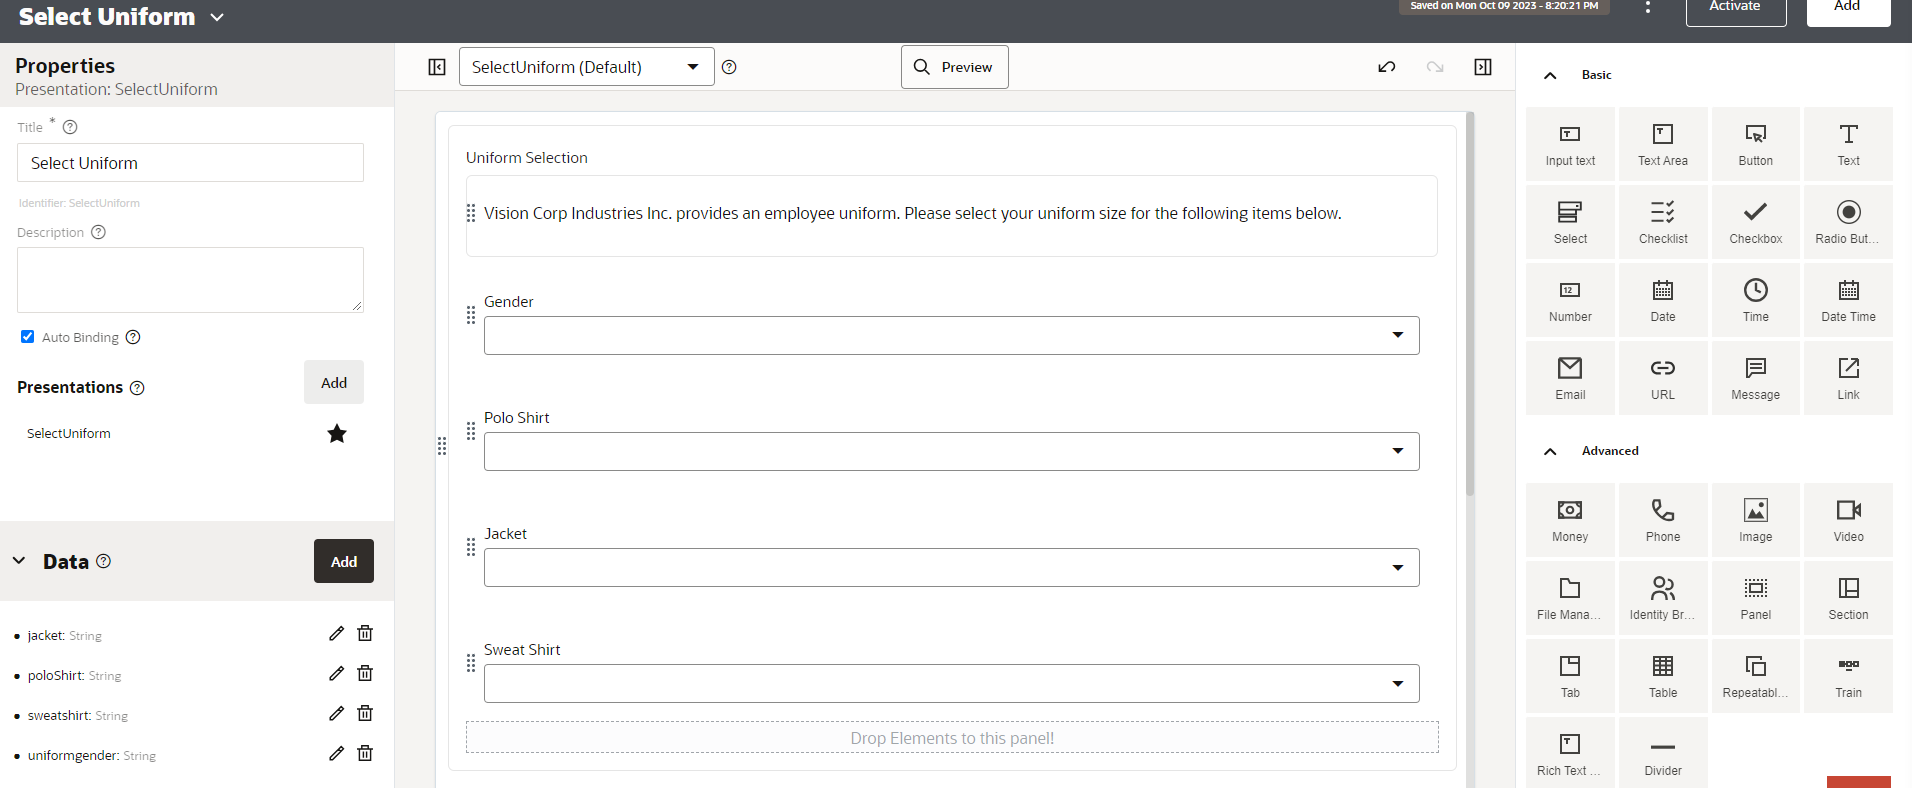 Select Uniform
Saved on Mon Oct 09 2023 - 8:20:21 PM
Activate
Add
Properties
Presentation: SelectUniform
Title *
Select Uniform
Identifier: SelectUniform
Description
Auto Binding
Presentations
Add
SelectUniform
Data
Add
jacket: String
poloShirt: String
sweatshirt: String
uniformgender: String
SelectUniform (Default)
Preview
Uniform Selection
Vision Corp Industries Inc. provides an employee uniform. Please select your uniform size for the following items below.
Gender
Polo Shirt
Jacket
Sweat Shirt
Drop Elements to this panel!
Basic
Input text
Text Area
Button
Text
Select
Checklist
Checkbox
Radio But...
Number
Date
Time
Date Time
Email
URL
Message
Link
Advanced
Money
Phone
Image
Video
File Mana...
Identity Br...
Panel
Section
Tab
Table
Repeatabl...
Train
Rich Text ...
Divider